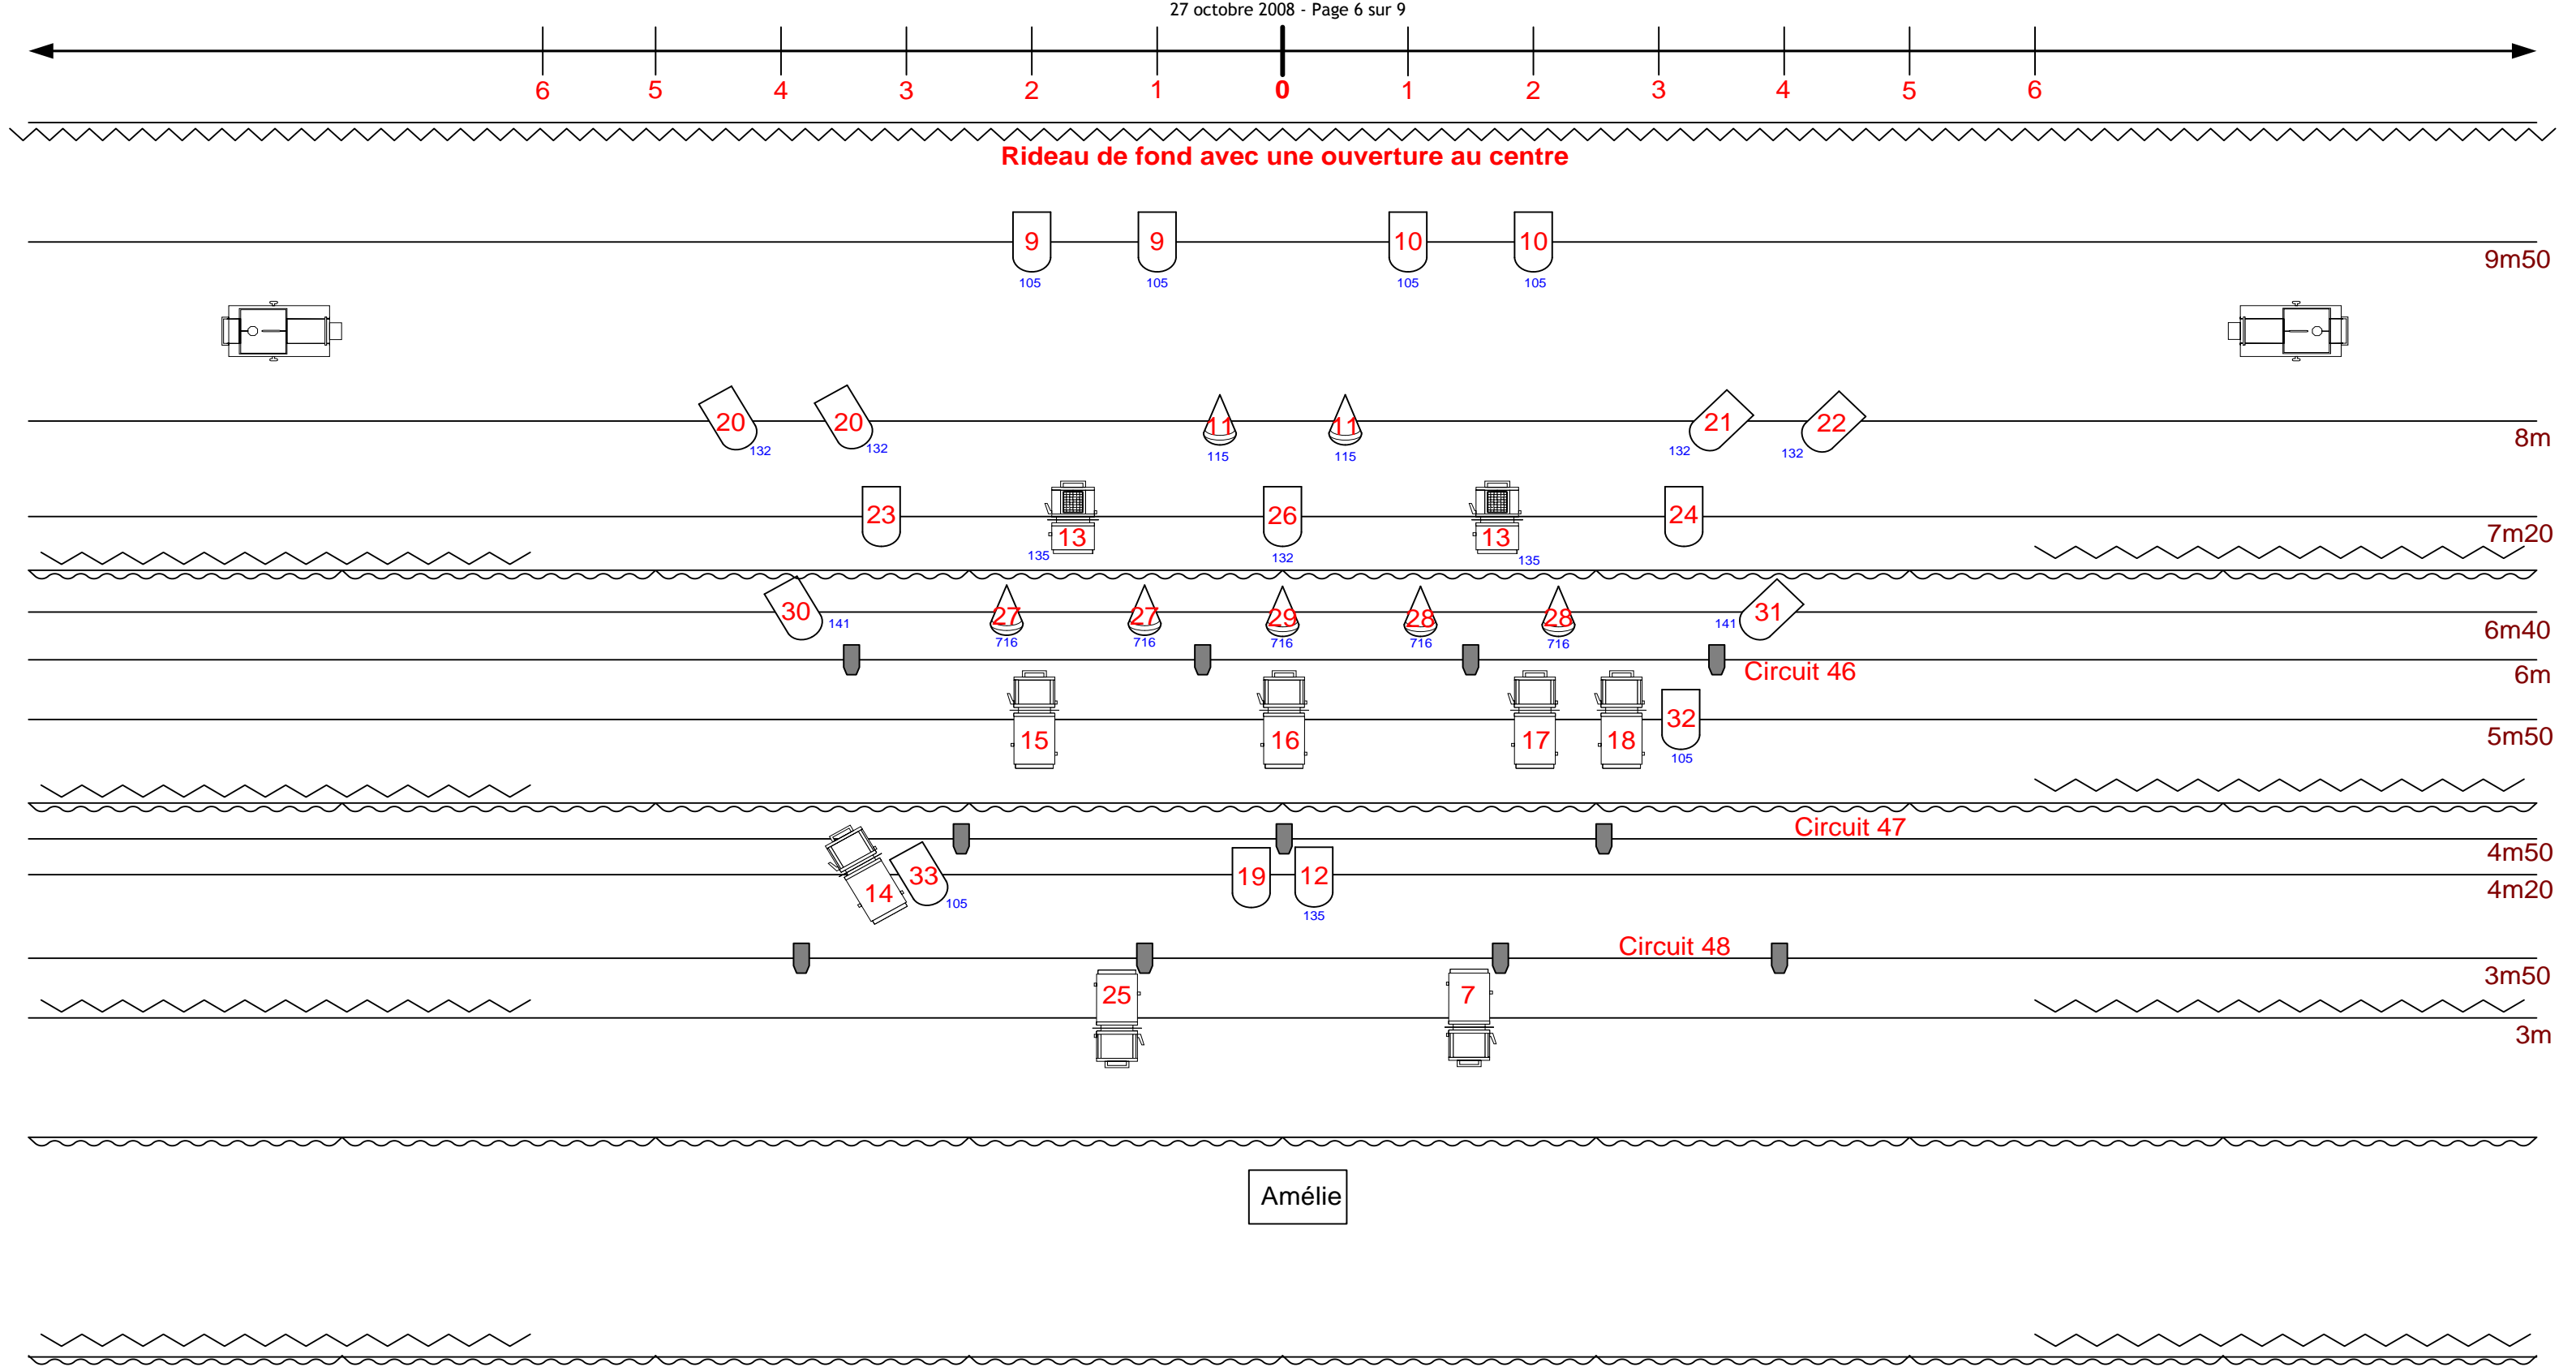 27 octobre 2008 - Page 6 sur 9
6 5 4 3 2 1 0 1 2 3 4 5 6
Rideau de fond avec une ouverture au centre
9 9 10 10
9m50
105 105 105 105
20 20 11 11 21 22
8m
132 132 115 115 132 132
23 13 26 13 24
7m20
135 132 135
30 27 27 29 28 28 31
141 716 716 716 716 716 141
6m40
Circuit 46
6m
15 16 17 18 32
5m50
105
Circuit 47
4m50
14 33 19 12
4m20
105 135
Circuit 48
3m50
25 7
3m
Amélie